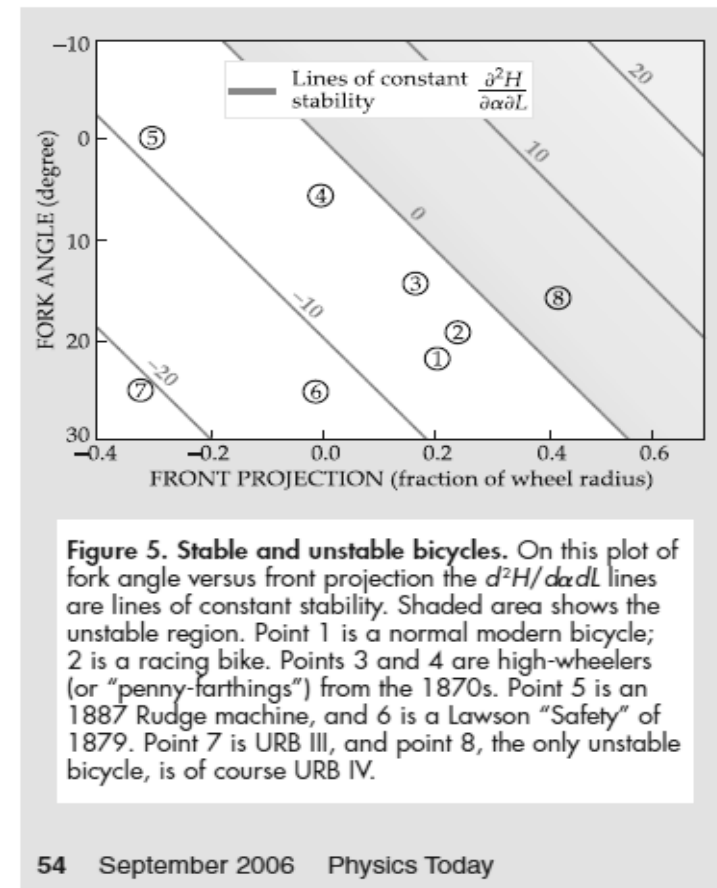 −10
Lines of constant ∂²H
stability ∂α∂L
20
FORK ANGLE (degree)
0
⑤
10
④
0
10
③
⑧
−10
②
20
①
−20
⑦
⑥
30
−0.4 −0.2 0.0 0.2 0.4 0.6
FRONT PROJECTION (fraction of wheel radius)
Figure 5. Stable and unstable bicycles. On this plot of
fork angle versus front projection the d²H/dαdL lines
are lines of constant stability. Shaded area shows the
unstable region. Point 1 is a normal modern bicycle;
2 is a racing bike. Points 3 and 4 are high-wheelers
(or “penny-farthings”) from the 1870s. Point 5 is an
1887 Rudge machine, and 6 is a Lawson “Safety” of
1879. Point 7 is URB III, and point 8, the only unstable
bicycle, is of course URB IV.
54 September 2006 Physics Today